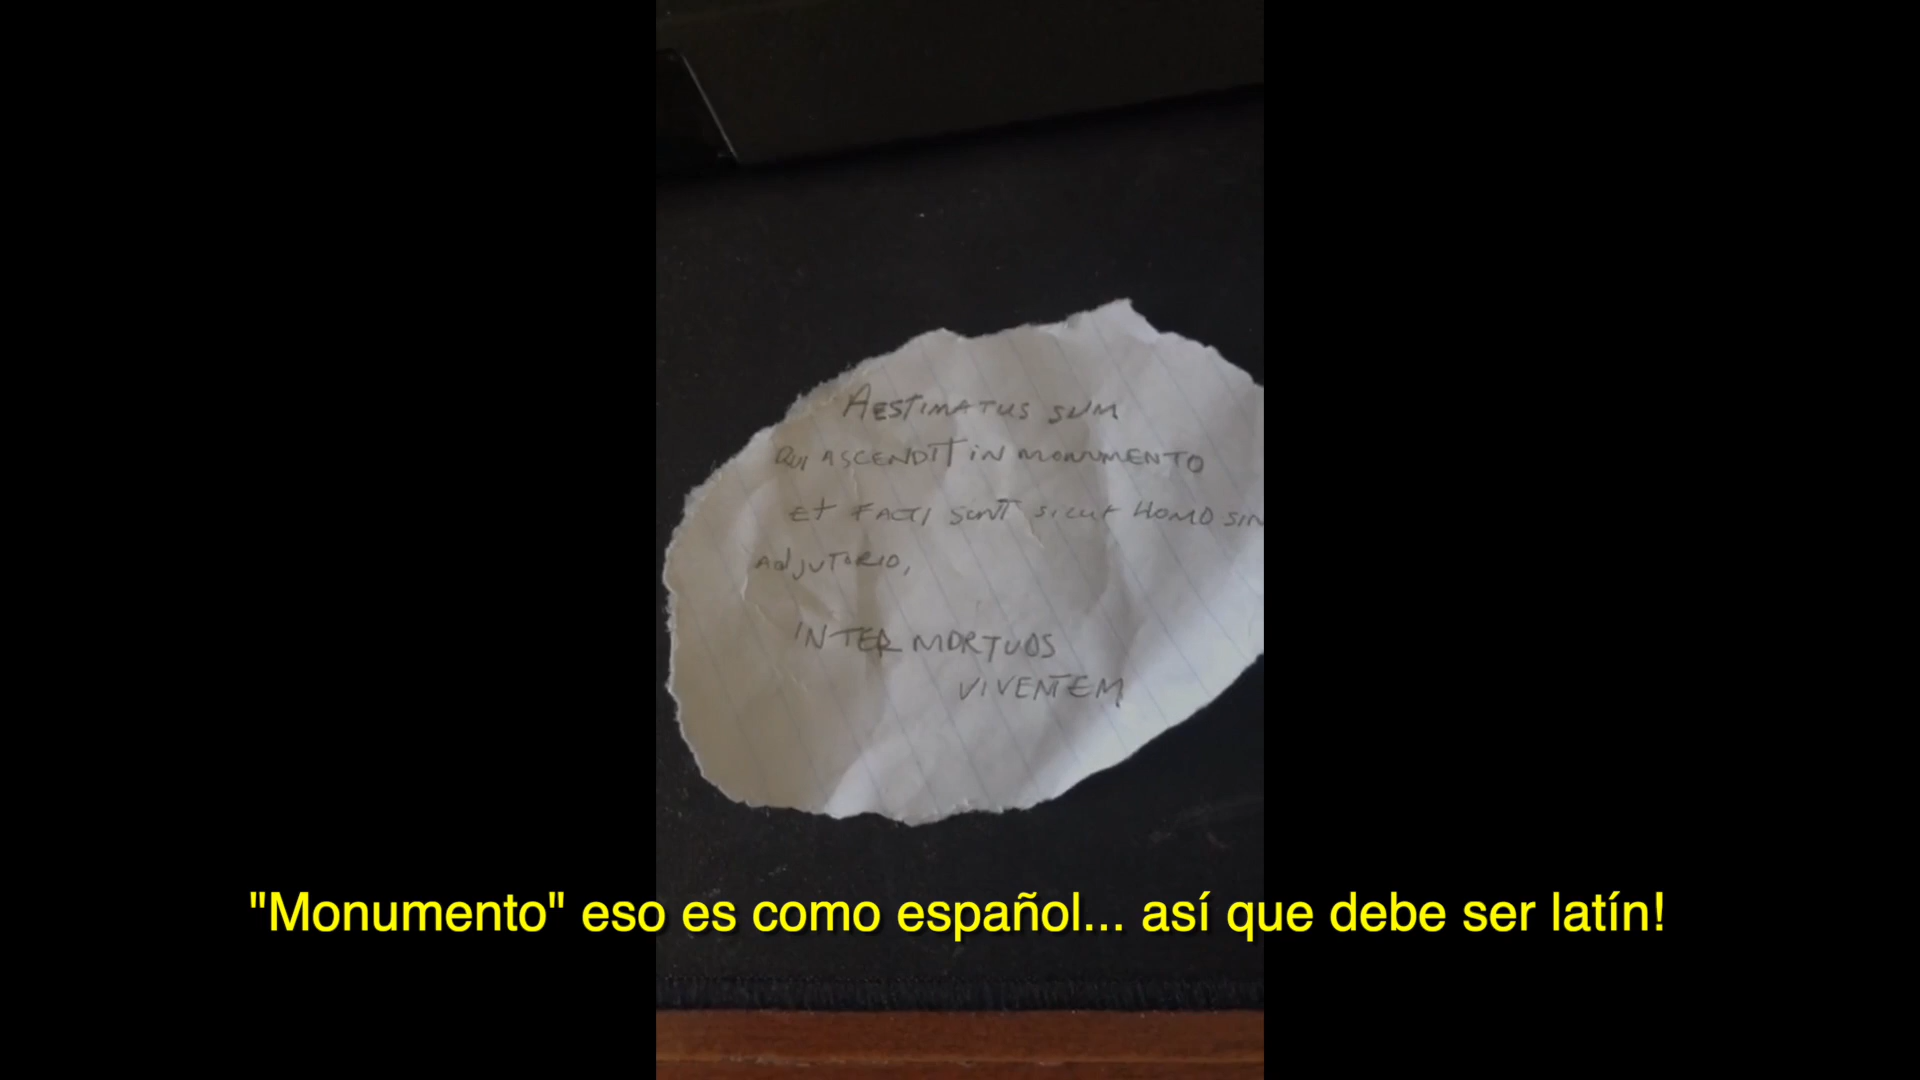 AESTIMATUS SUM
QUI ASCENDIT IN MONUMENTO
Et FACTI SUNT sicut HOMO SIN
AdJUTORIO,
INTER MORTUOS
VIVENTEM
"Monumento" eso es como español... así que debe ser latín!